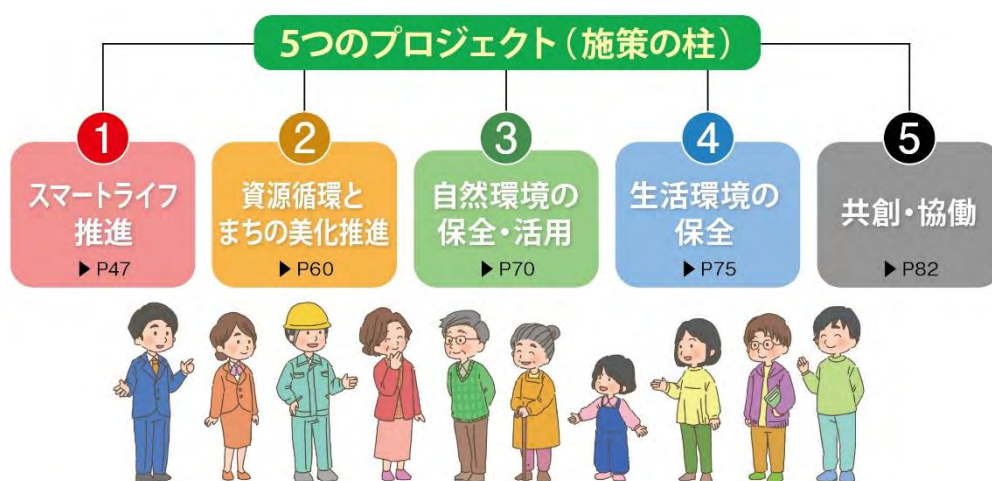 5つのプロジェクト(施策の柱)
1
スマートライフ
推進
▶ P47
2
資源循環と
まちの美化推進
▶ P60
3
自然環境の
保全・活用
▶ P70
4
生活環境の
保全
▶ P75
5
共創・協働
▶ P82